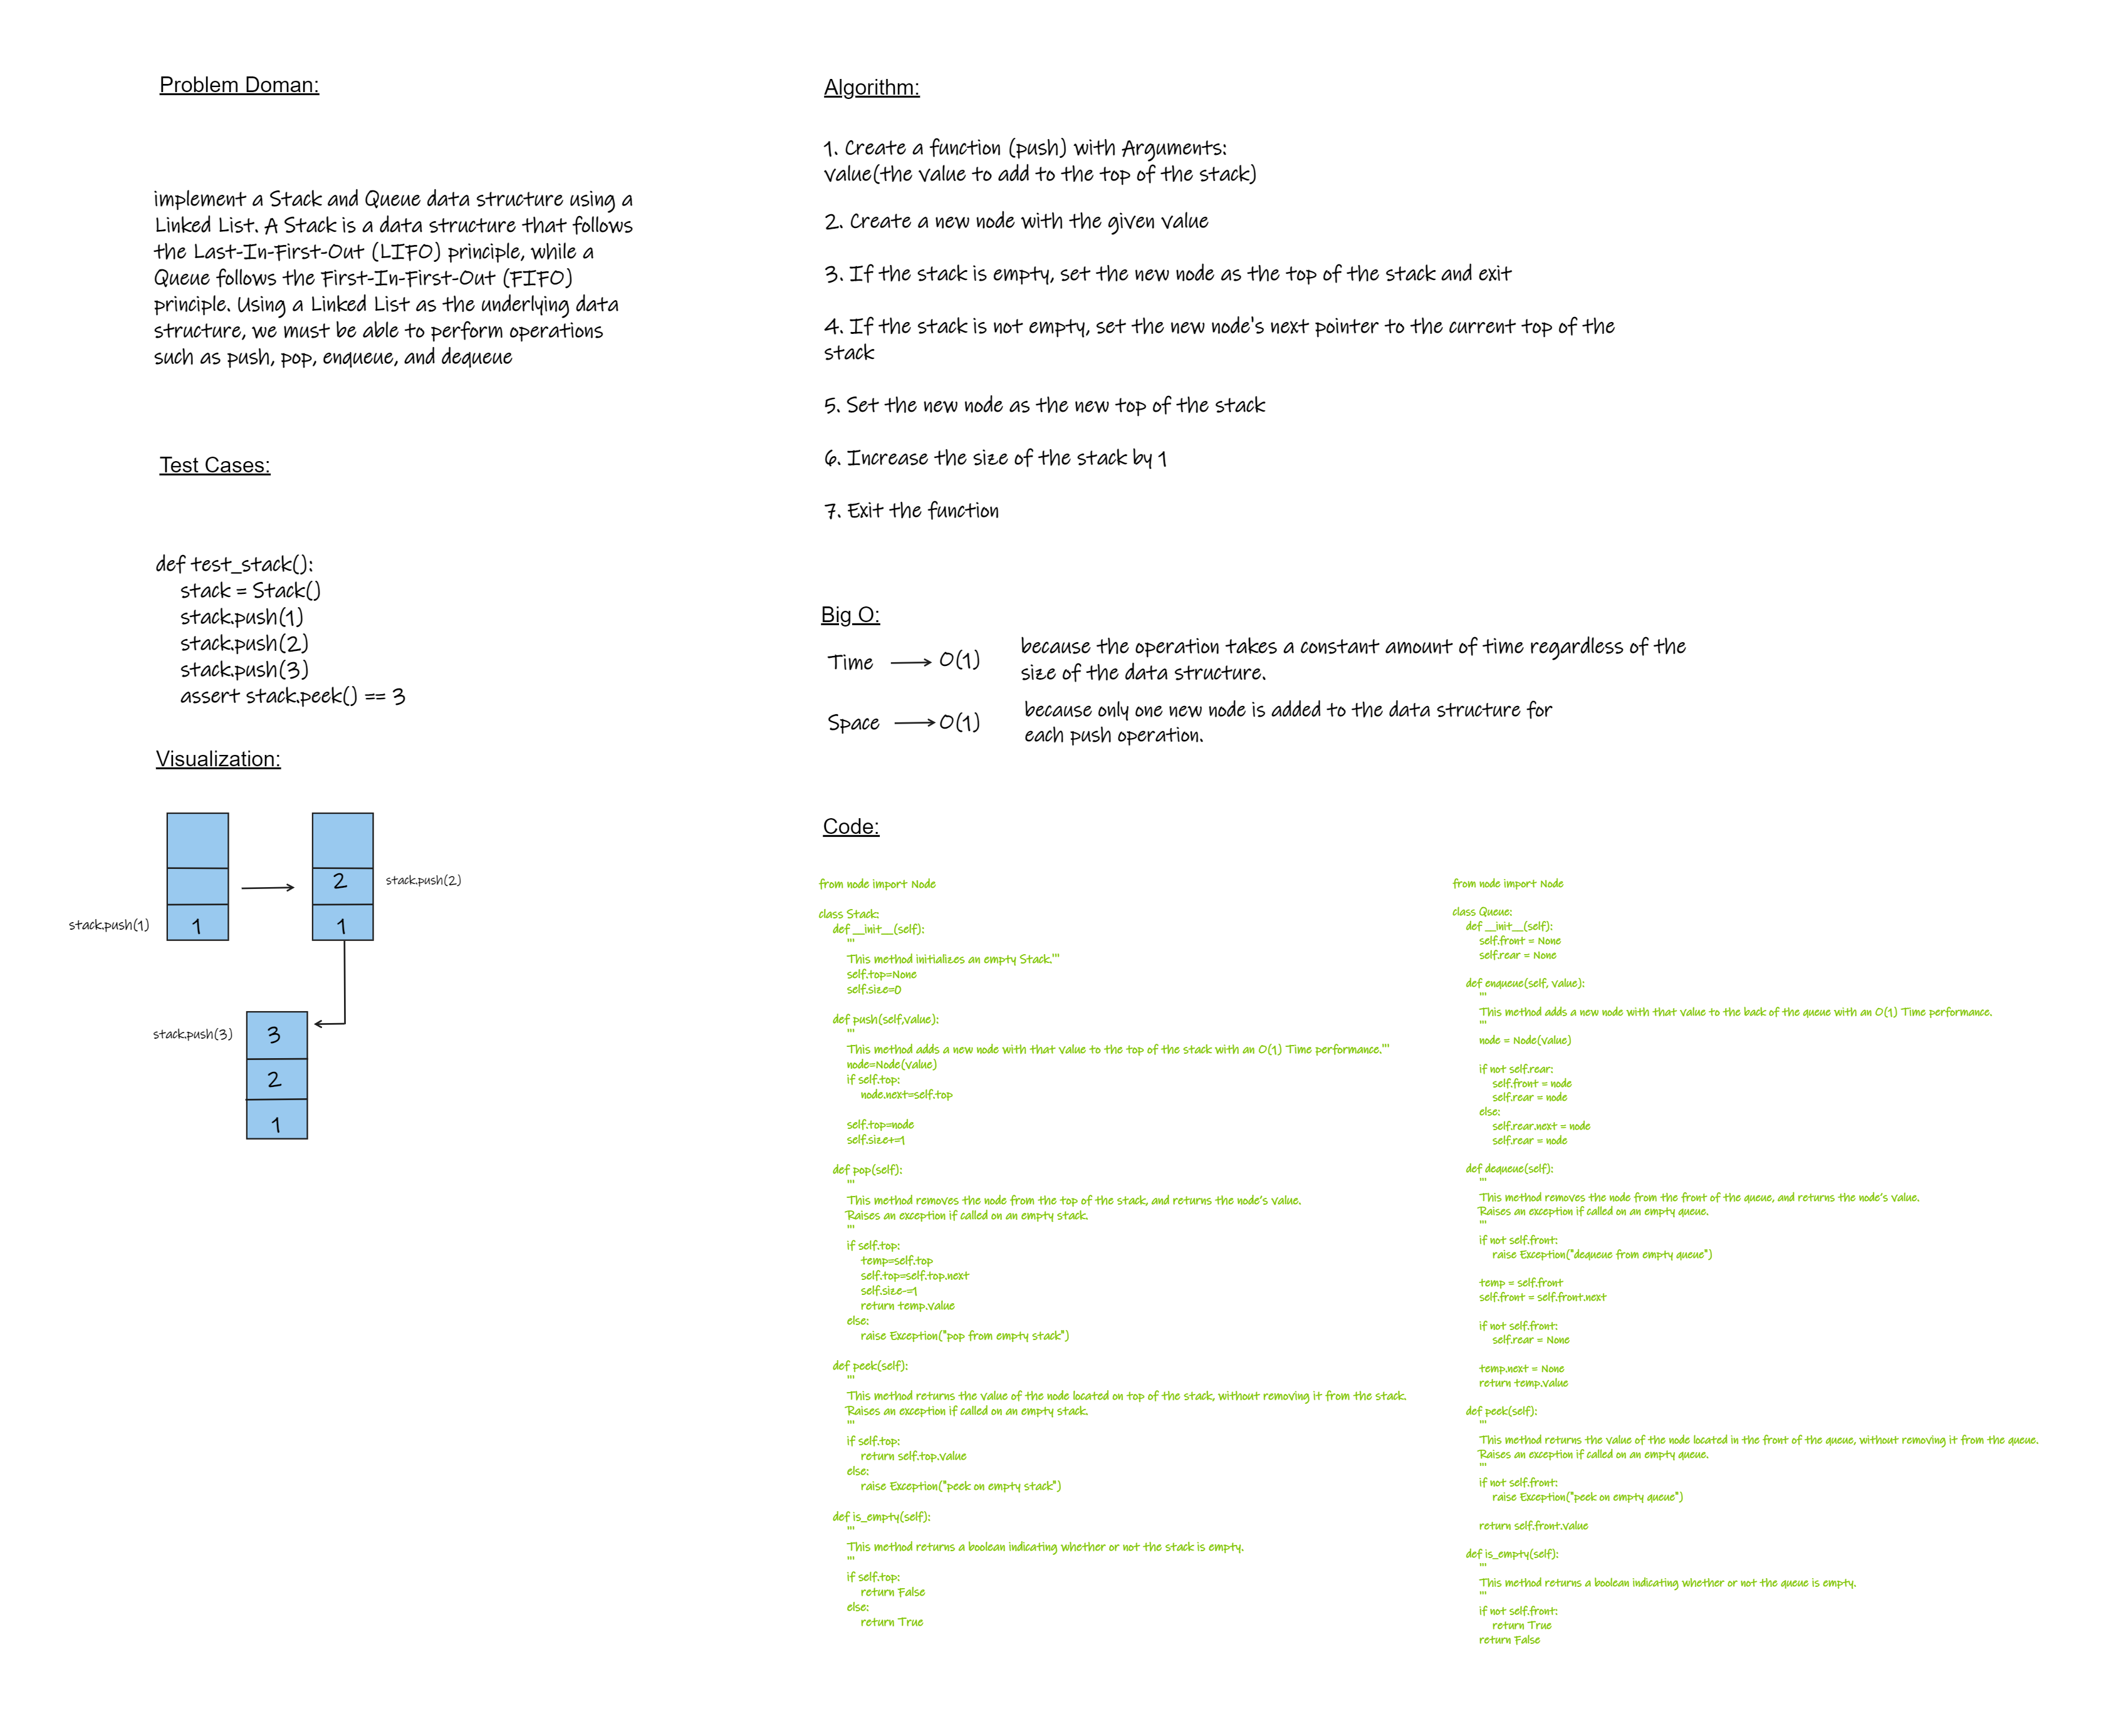 Problem Doman:
implement a Stack and Queue data structure using a
Linked List. A Stack is a data structure that follows
the Last-In-First-Out (LIFO) principle, while a
Queue follows the First-In-First-Out (FIFO)
principle. Using a Linked List as the underlying data
structure, we must be able to perform operations
such as push, pop, enqueue, and dequeue
Test Cases:
def test_stack():
    stack = Stack()
    stack.push(1)
    stack.push(2)
    stack.push(3)
    assert stack.peek() == 3
Visualization:
stack.push(1)
1
2
1
stack.push(2)
stack.push(3)
3
2
1
Algorithm:
1. Create a function (push) with Arguments:
value(the value to add to the top of the stack)
2. Create a new node with the given value
3. If the stack is empty, set the new node as the top of the stack and exit
4. If the stack is not empty, set the new node's next pointer to the current top of the
stack
5. Set the new node as the new top of the stack
6. Increase the size of the stack by 1
7. Exit the function
Big O:
Time → O(1)
because the operation takes a constant amount of time regardless of the
size of the data structure.
Space → O(1)
because only one new node is added to the data structure for
each push operation.
Code:
from node import Node
class Stack:
    def __init__(self):
        '''
        This method initializes an empty Stack.'''
        self.top=None
        self.size=0
    def push(self,value):
        '''
        This method adds a new node with that value to the top of the stack with an O(1) Time performance.'''
        node=Node(value)
        if self.top:
            node.next=self.top
        self.top=node
        self.size+=1
    def pop(self):
        '''
        This method removes the node from the top of the stack, and returns the node's value.
        Raises an exception if called on an empty stack.
        '''
        if self.top:
            temp=self.top
            self.top=self.top.next
            self.size-=1
            return temp.value
        else:
            raise Exception("pop from empty stack")
    def peek(self):
        '''
        This method returns the value of the node located on top of the stack, without removing it from the stack.
        Raises an exception if called on an empty stack.
        '''
        if self.top:
            return self.top.value
        else:
            raise Exception("peek on empty stack")
    def is_empty(self):
        '''
        This method returns a boolean indicating whether or not the stack is empty.
        '''
        if self.top:
            return False
        else:
            return True
from node import Node
class Queue:
    def __init__(self):
        self.front = None
        self.rear = None
    def enqueue(self, value):
        '''
        This method adds a new node with that value to the back of the queue with an O(1) Time performance.
        '''
        node = Node(value)
        if not self.rear:
            self.front = node
            self.rear = node
        else:
            self.rear.next = node
            self.rear = node
    def dequeue(self):
        '''
        This method removes the node from the front of the queue, and returns the node's value.
        Raises an exception if called on an empty queue.
        '''
        if not self.front:
            raise Exception("dequeue from empty queue")
        temp = self.front
        self.front = self.front.next
        if not self.front:
            self.rear = None
        temp.next = None
        return temp.value
    def peek(self):
        '''
        This method returns the value of the node located in the front of the queue, without removing it from the queue.
        Raises an exception if called on an empty queue.
        '''
        if not self.front:
            raise Exception("peek on empty queue")
        return self.front.value
    def is_empty(self):
        '''
        This method returns a boolean indicating whether or not the queue is empty.
        '''
        if not self.front:
            return True
        return False